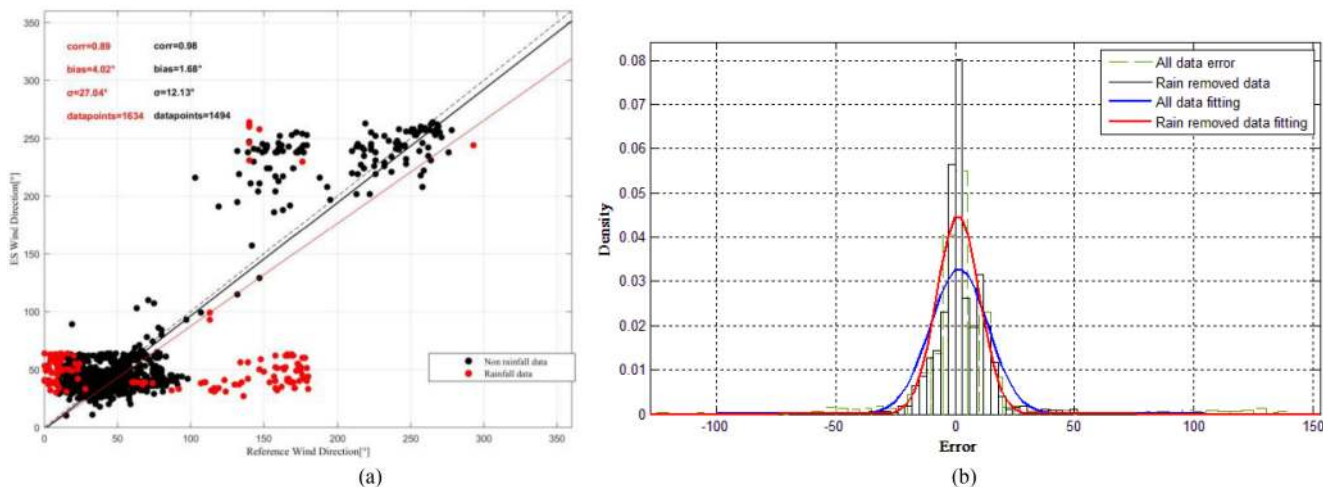 corr=0.89 corr=0.98
bias=4.02° bias=1.68°
σ=27.04° σ=12.13°
datapoints=1634 datapoints=1494
Non rainfall data
Rainfall data
350
300
250
200
150
100
50
0
ES Wind Direction[°]
0 50 100 150 200 250 300 350
Reference Wind Direction[°]
(a)
All data error
Rain removed data
All data fitting
Rain removed data fitting
0.08
0.07
0.06
0.05
0.04
0.03
0.02
0.01
0
Density
-100 -50 0 50 100 150
Error
(b)